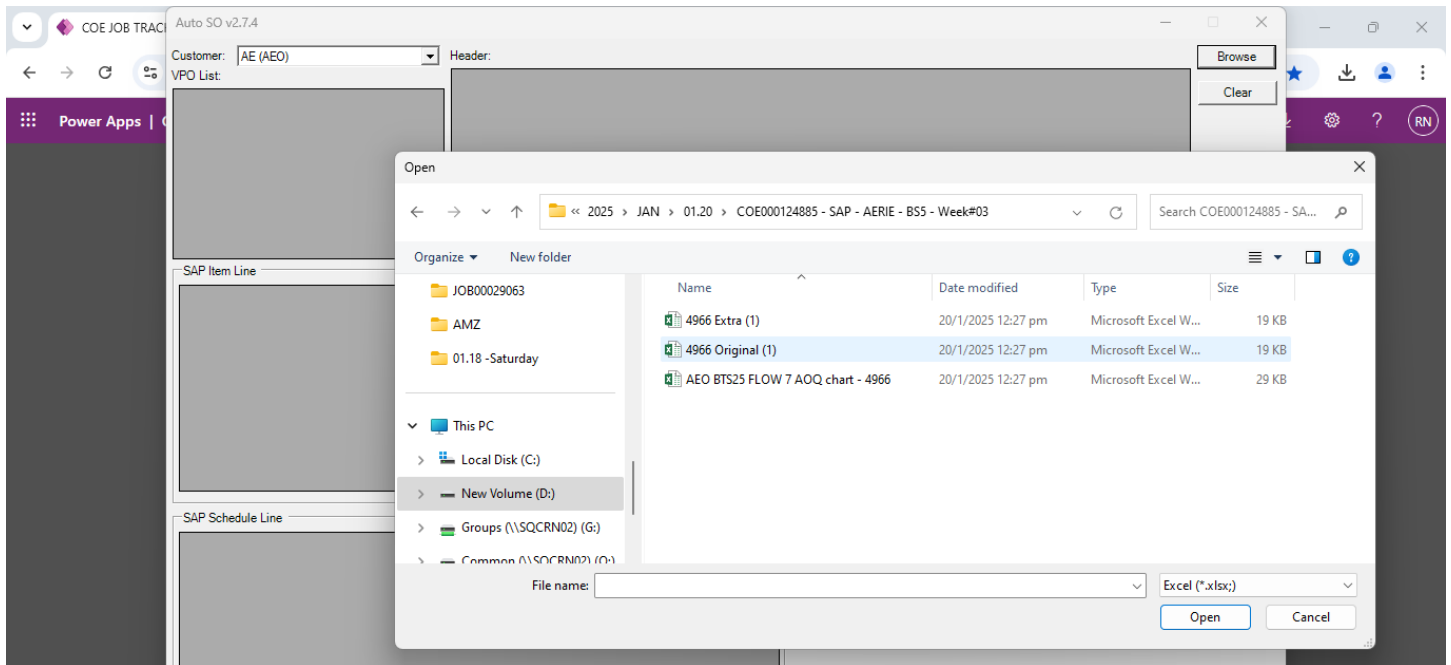 COE JOB TRAC
Auto SO v2.7.4
Customer: AE (AEO)
Header:
Browse
VPO List:
Clear
Power Apps |
RN
Open
« 2025 > JAN > 01.20 > COE000124885 - SAP - AERIE - BS5 - Week#03
Search COE000124885 - SA...
Organize
New folder
SAP Item Line
JOB00029063
AMZ
01.18 -Saturday
This PC
Local Disk (C:)
New Volume (D:)
Groups (\\SQCRN02) (G:)
Common (\\SQCRN02) (O:)
Name Date modified Type Size
4966 Extra (1) 20/1/2025 12:27 pm Microsoft Excel W... 19 KB
4966 Original (1) 20/1/2025 12:27 pm Microsoft Excel W... 19 KB
AEO BTS25 FLOW 7 AOQ chart - 4966 20/1/2025 12:27 pm Microsoft Excel W... 29 KB
SAP Schedule Line
File name:
Excel (*.xlsx;)
Open
Cancel